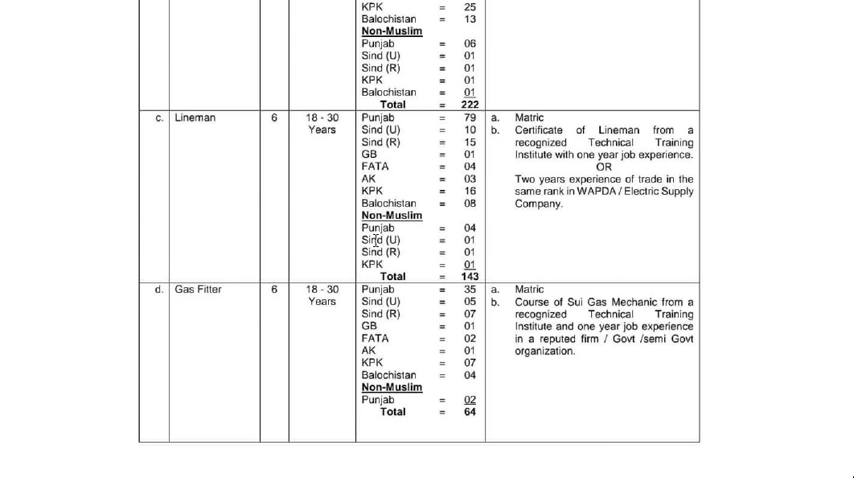 KPK = 25
Balochistan = 13
Non-Muslim
Punjab = 06
Sind (U) = 01
Sind (R) = 01
KPK = 01
Balochistan = 01
Total = 222
c. Lineman 6 18 - 30 Punjab = 79 a. Matric
Years Sind (U) = 10 b. Certificate of Lineman from a
Sind (R) = 15 recognized Technical Training
GB = 01 Institute with one year job experience.
FATA = 04 OR
AK = 03 Two years experience of trade in the
KPK = 16 same rank in WAPDA / Electric Supply
Balochistan = 08 Company.
Non-Muslim
Punjab = 04
Sind (U) = 01
Sind (R) = 01
KPK = 01
Total = 143
d. Gas Fitter 6 18 - 30 Punjab = 35 a. Matric
Years Sind (U) = 05 b. Course of Sui Gas Mechanic from a
Sind (R) = 07 recognized Technical Training
GB = 01 Institute and one year job experience
FATA = 02 in a reputed firm / Govt /semi Govt
AK = 01 organization.
KPK = 07
Balochistan = 04
Non-Muslim
Punjab = 02
Total = 64